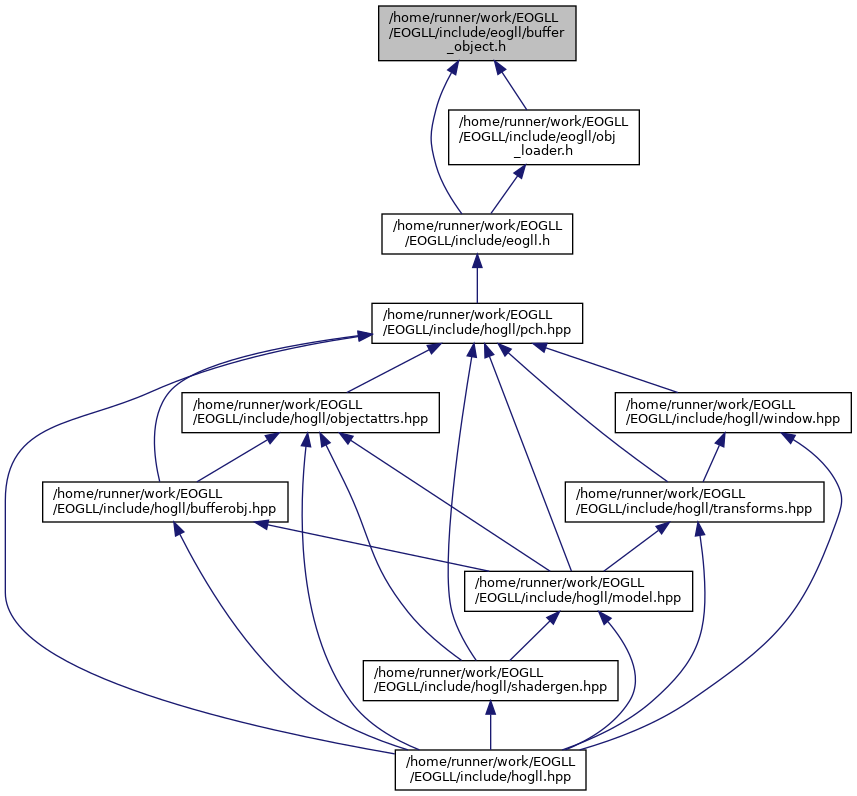 /home/runner/work/EOGLL
/EOGLL/include/eogll/buffer
_object.h
/home/runner/work/EOGLL
/EOGLL/include/eogll/obj
_loader.h
/home/runner/work/EOGLL
/EOGLL/include/eogll.h
/home/runner/work/EOGLL
/EOGLL/include/hogll/pch.hpp
/home/runner/work/EOGLL
/EOGLL/include/hogll/objectattrs.hpp
/home/runner/work/EOGLL
/EOGLL/include/hogll/window.hpp
/home/runner/work/EOGLL
/EOGLL/include/hogll/bufferobj.hpp
/home/runner/work/EOGLL
/EOGLL/include/hogll/transforms.hpp
/home/runner/work/EOGLL
/EOGLL/include/hogll/model.hpp
/home/runner/work/EOGLL
/EOGLL/include/hogll/shadergen.hpp
/home/runner/work/EOGLL
/EOGLL/include/hogll.hpp